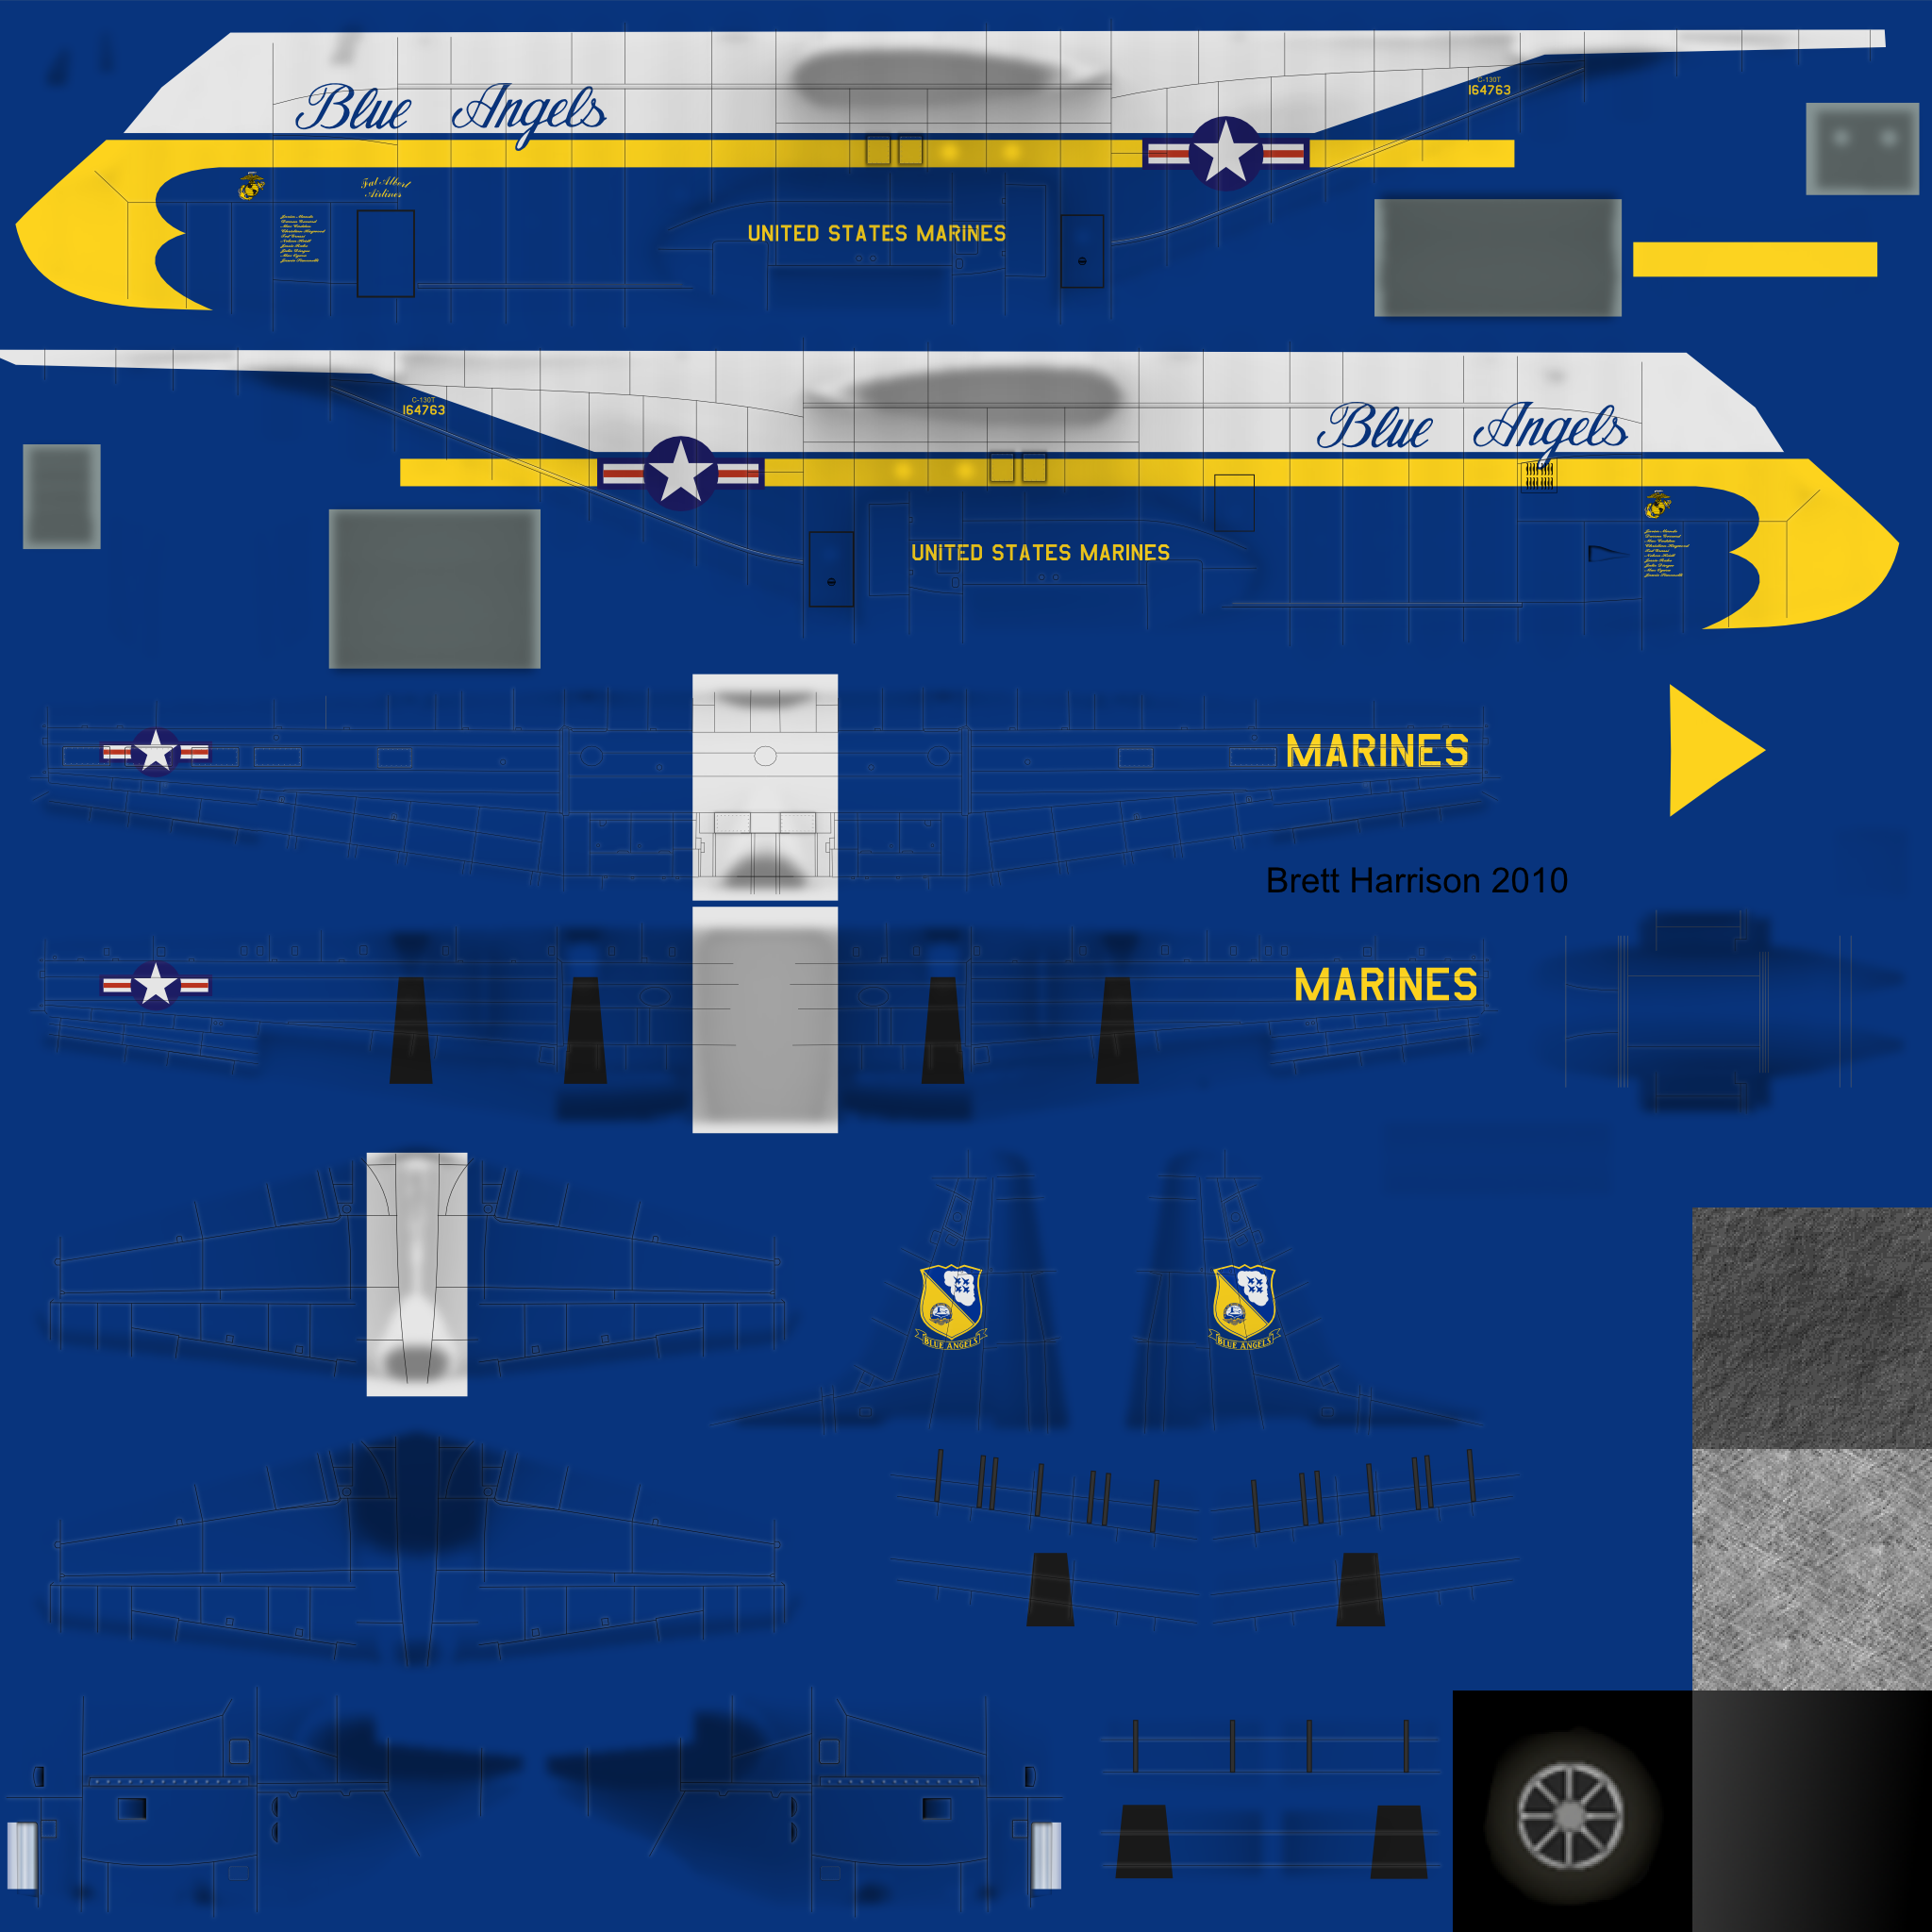 Blue Angels
C-130T
164763
Fat Albert
Airlines
UNITED STATES MARINES
C-130T
164763
Blue Angels
UNITED STATES MARINES
MARINES
Brett Harrison 2010
MARINES
BLUE ANGELS
BLUE ANGELS